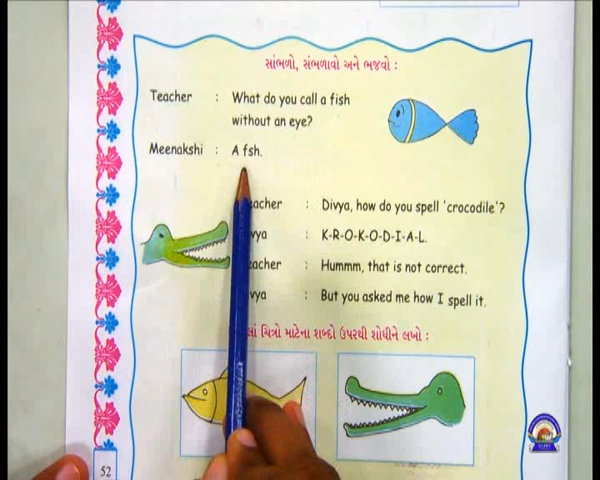 સાંભળો, સંભળાવો અને ભજવો :
Teacher : What do you call a fish
without an eye?
Meenakshi : A fsh.
eacher : Divya, how do you spell 'crocodile'?
vya : K-R-O-K-O-D-I-A-L.
eacher : Hummm, that is not correct.
vya : But you asked me how I spell it.
લાં ચિત્રો માટેના શબ્દો ઉપરથી શોધીને લખો :
52